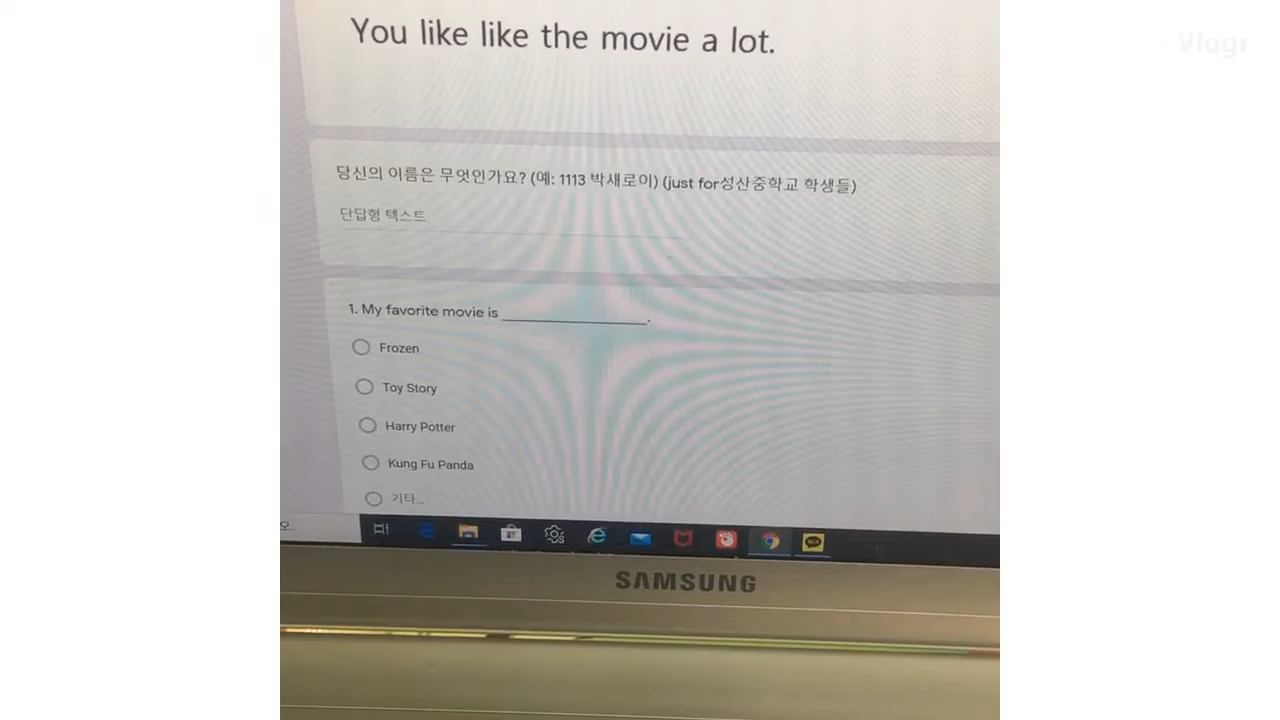 You like like the movie a lot.
당신의 이름은 무엇인가요? (예: 1113 박새로이) (just for성산중학교 학생들)
단답형 텍스트
1. My favorite movie is ____________.
Frozen
Toy Story
Harry Potter
Kung Fu Panda
기타...
오
SAMSUNG